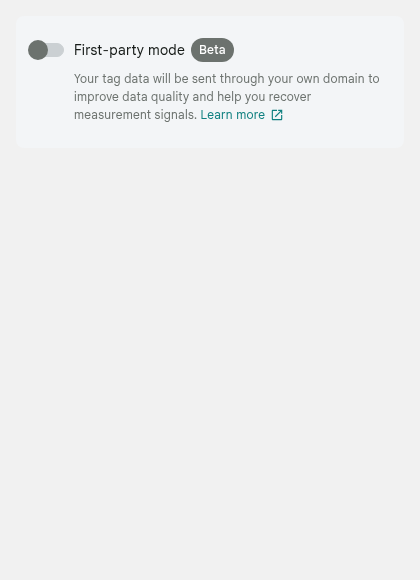 First-party mode Beta
Your tag data will be sent through your own domain to
improve data quality and help you recover
measurement signals. Learn more